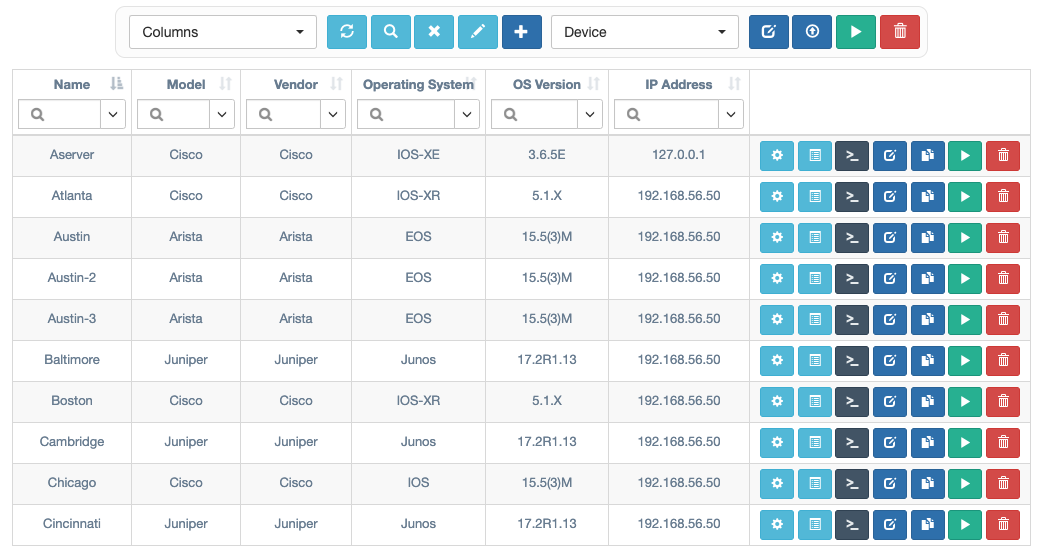 Columns Device
Name Model Vendor Operating System OS Version IP Address
Aserver Cisco Cisco IOS-XE 3.6.5E 127.0.0.1
Atlanta Cisco Cisco IOS-XR 5.1.X 192.168.56.50
Austin Arista Arista EOS 15.5(3)M 192.168.56.50
Austin-2 Arista Arista EOS 15.5(3)M 192.168.56.50
Austin-3 Arista Arista EOS 15.5(3)M 192.168.56.50
Baltimore Juniper Juniper Junos 17.2R1.13 192.168.56.50
Boston Cisco Cisco IOS-XR 5.1.X 192.168.56.50
Cambridge Juniper Juniper Junos 17.2R1.13 192.168.56.50
Chicago Cisco Cisco IOS 15.5(3)M 192.168.56.50
Cincinnati Juniper Juniper Junos 17.2R1.13 192.168.56.50